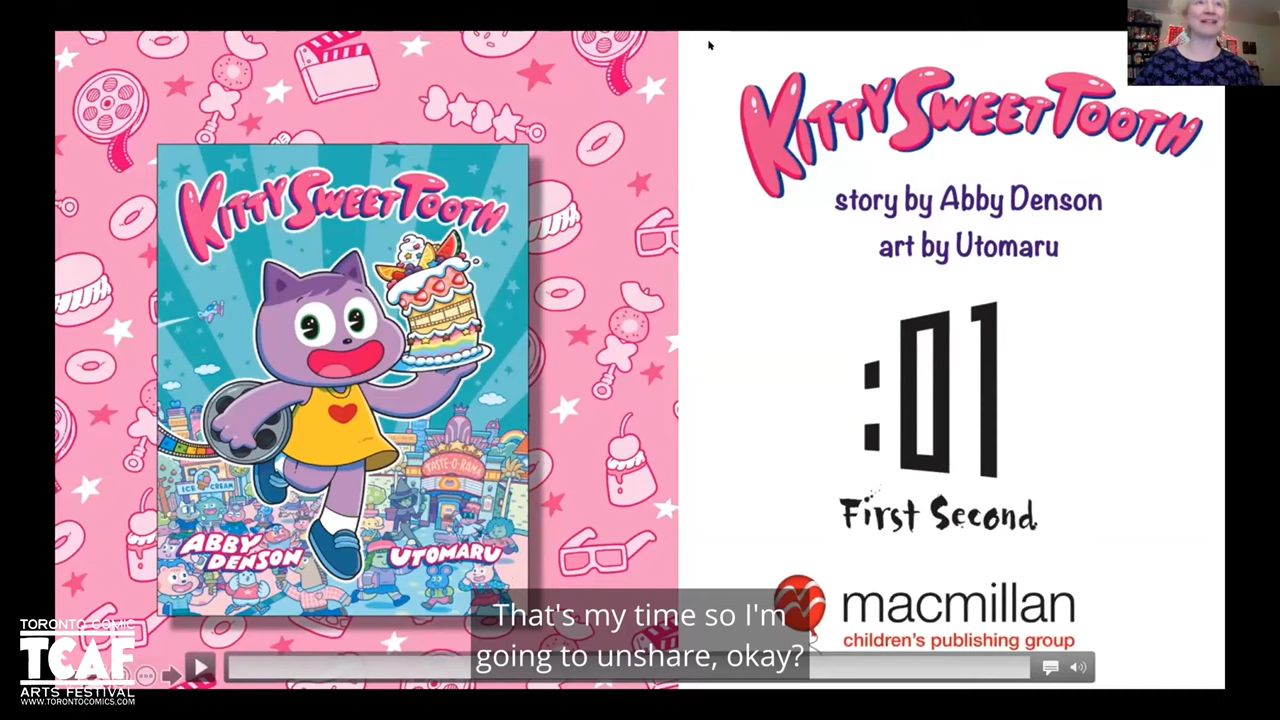 KITTY SWEET TOOTH
ICE CREAM
TASTE-O-RAMA
ABBY
DENSON
UTOMARU
KITTY SWEET TOOTH
story by Abby Denson
art by Utomaru
:01
First Second
macmillan
children's publishing group
That's my time so I'm
going to unshare, okay?
TORONTO COMIC
TCAF
ARTS FESTIVAL
WWW.TORONTOCOMICS.COM